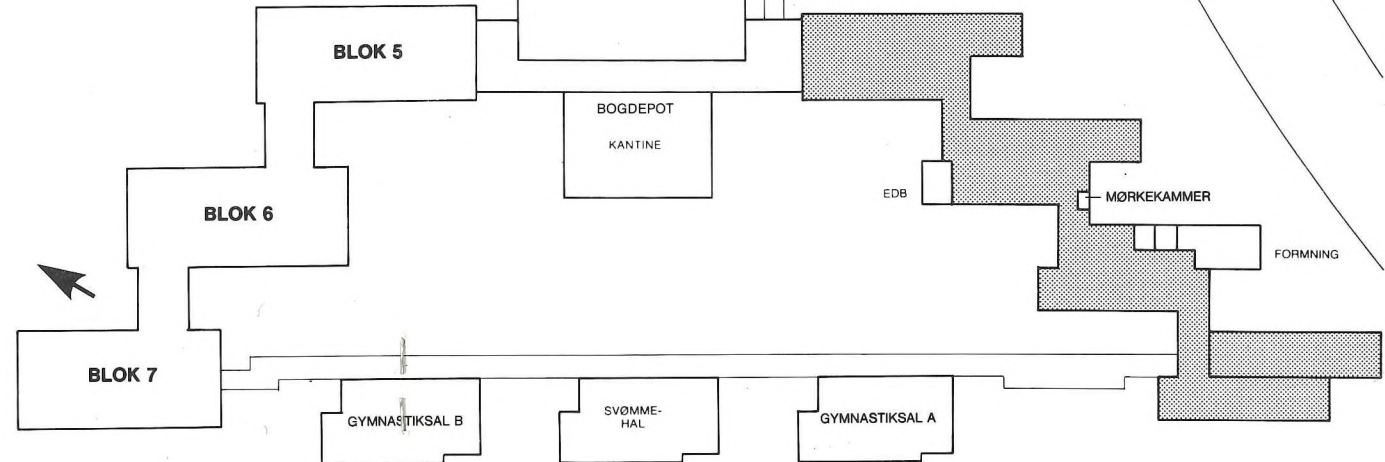 BLOK 5
BOGDEPOT
KANTINE
EDB
MØRKEKAMMER
BLOK 6
FORMNING
BLOK 7
GYMNASTIKSAL B
SVØMME-
HAL
GYMNASTIKSAL A